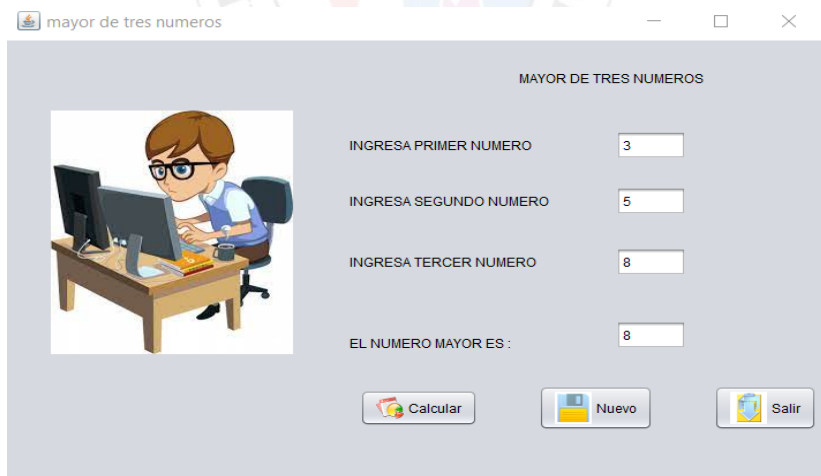 mayor de tres numeros
MAYOR DE TRES NUMEROS
INGRESA PRIMER NUMERO 3
INGRESA SEGUNDO NUMERO 5
INGRESA TERCER NUMERO 8
EL NUMERO MAYOR ES : 8
Calcular Nuevo Salir